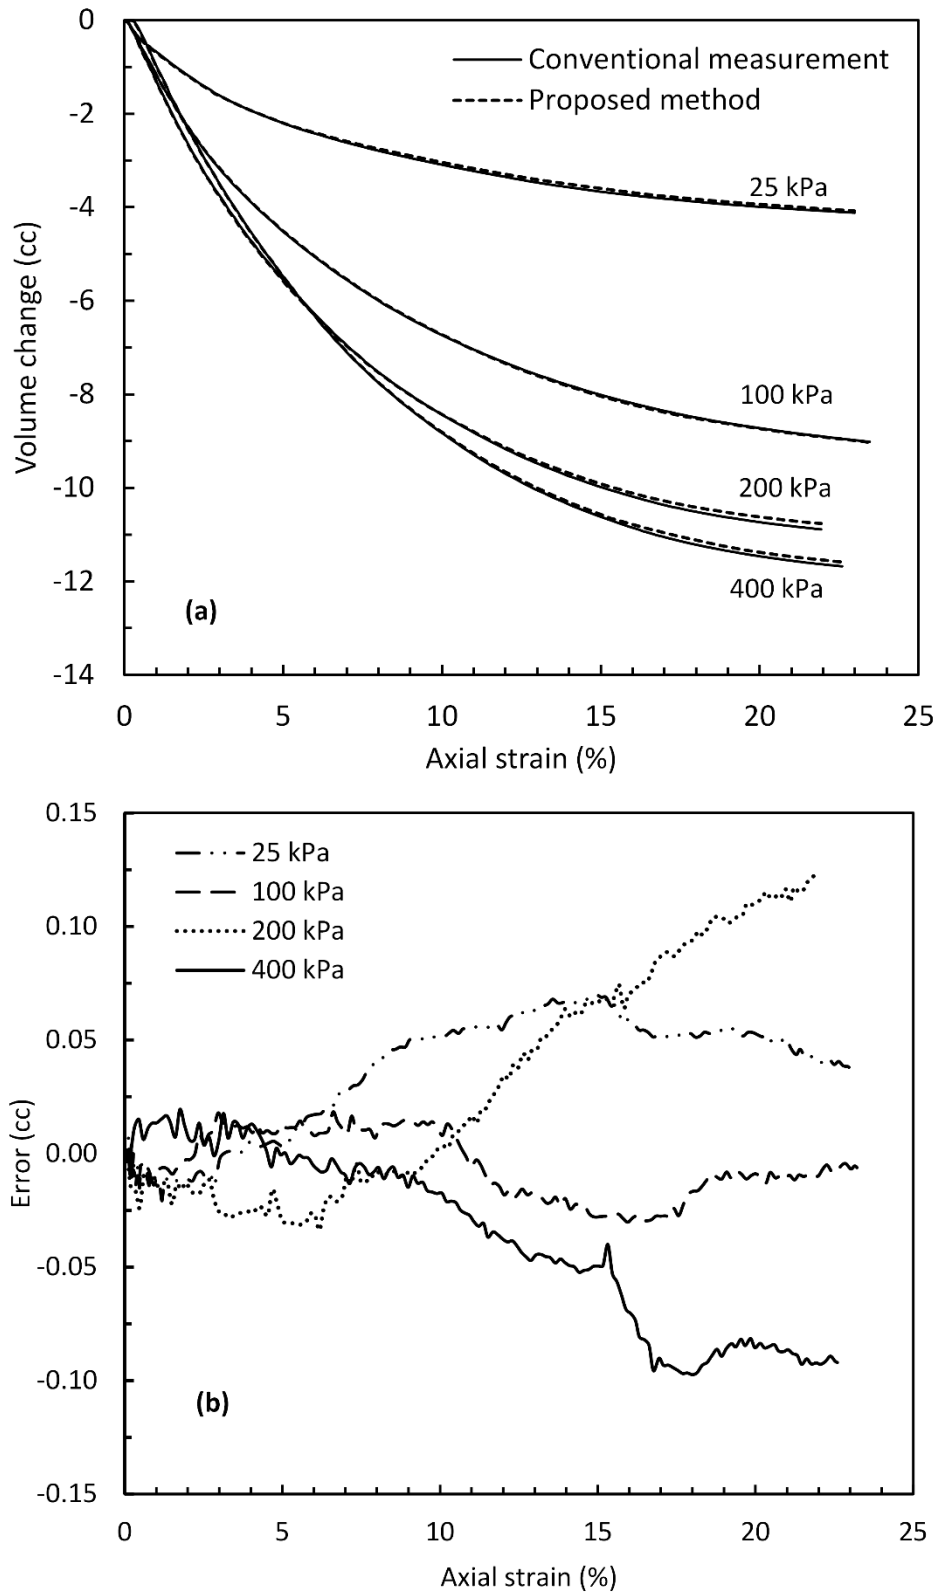 0
-2
-4
-6
-8
-10
-12
-14
Volume change (cc)
Conventional measurement
Proposed method
25 kPa
100 kPa
200 kPa
400 kPa
(a)
0
5
10
15
20
25
Axial strain (%)
0.15
0.10
0.05
0.00
-0.05
-0.10
-0.15
Error (cc)
25 kPa
100 kPa
200 kPa
400 kPa
(b)
0
5
10
15
20
25
Axial strain (%)